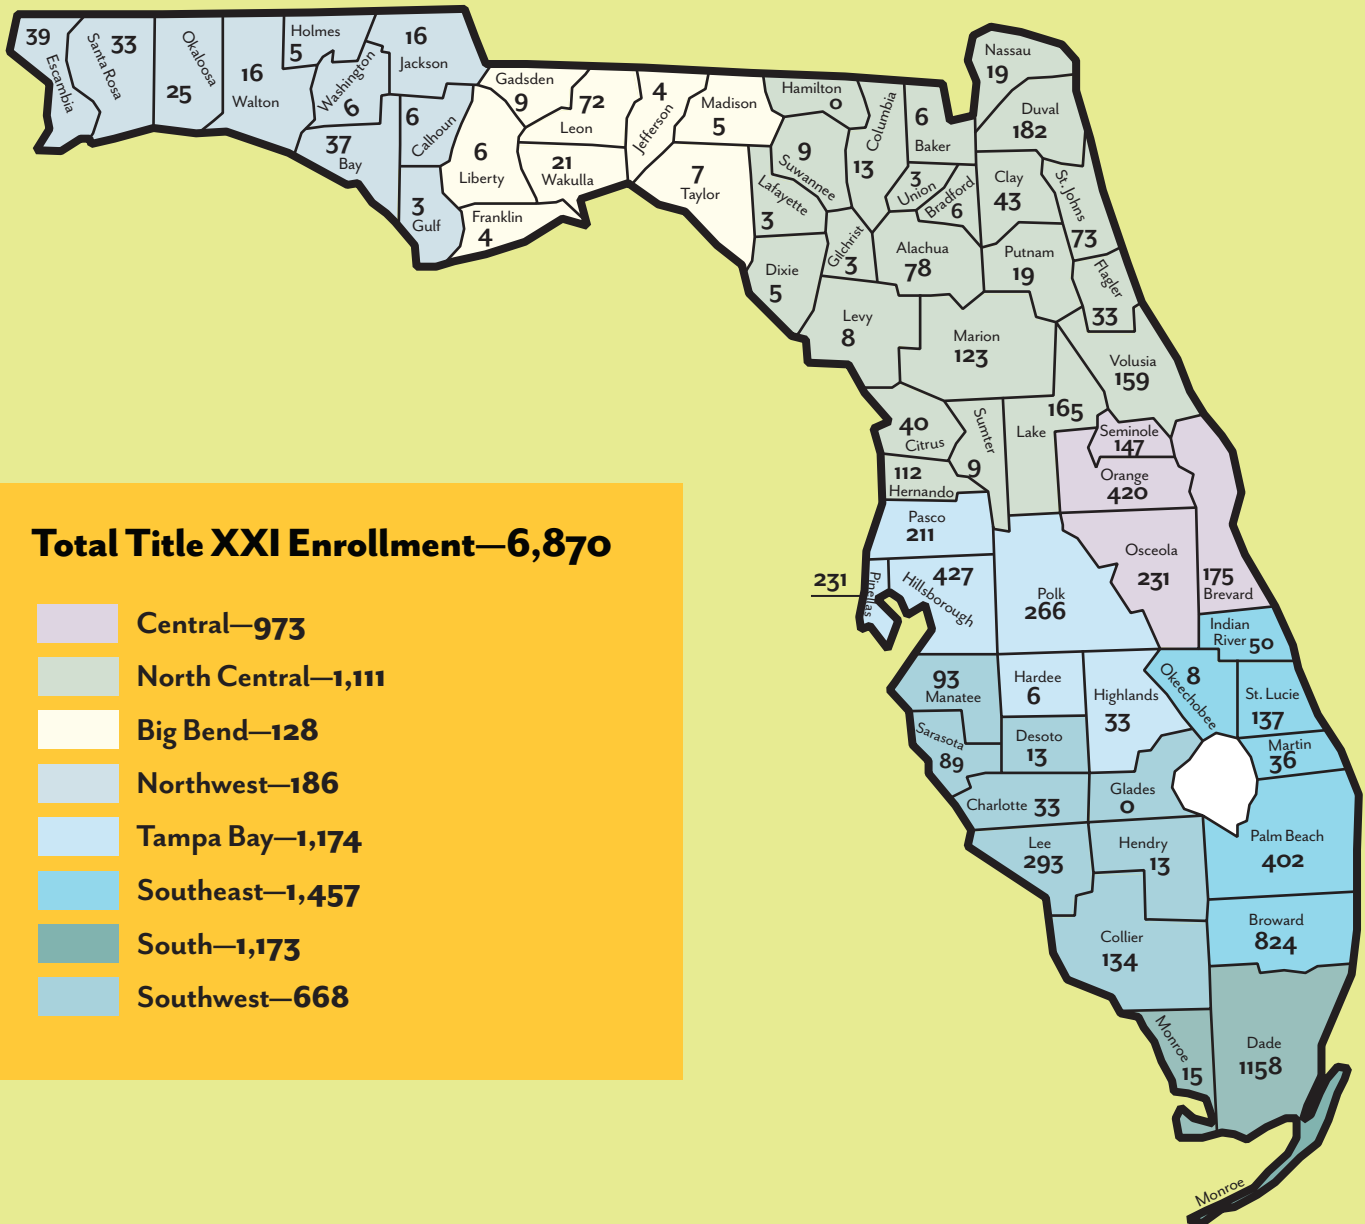 39
Escambia
Santa Rosa
33
Okaloosa
25
16
Walton
Holmes
5
Washington
6
16
Jackson
37
Bay
6
Calhoun
3
Gulf
Gadsden
9
6
Liberty
Franklin
4
72
Leon
21
Wakulla
4
Jefferson
Madison
5
7
Taylor
Hamilton
0
9
Suwannee
Lafayette
3
Dixie
5
Columbia
13
Gilchrist
3
6
Baker
3
Union
Bradford
6
Nassau
19
Duval
182
Clay
43
St. Johns
73
Alachua
78
Putnam
19
Flagler
33
Levy
8
Marion
123
Volusia
159
40
Citrus
Sumter
9
165
Lake
Seminole
147
Orange
420
112
Hernando
Pasco
211
Osceola
231
175
Brevard
231
Pinellas
427
Hillsborough
Polk
266
Indian
River 50
93
Manatee
Hardee
6
Highlands
33
8
Okeechobee
St. Lucie
137
Sarasota
89
Desoto
13
Martin
36
Charlotte 33
Glades
0
Palm Beach
402
Lee
293
Hendry
13
Collier
134
Broward
824
Monroe
15
Dade
1158
Monroe
Total Title XXI Enrollment—6,870
Central—973
North Central—1,111
Big Bend—128
Northwest—186
Tampa Bay—1,174
Southeast—1,457
South—1,173
Southwest—668